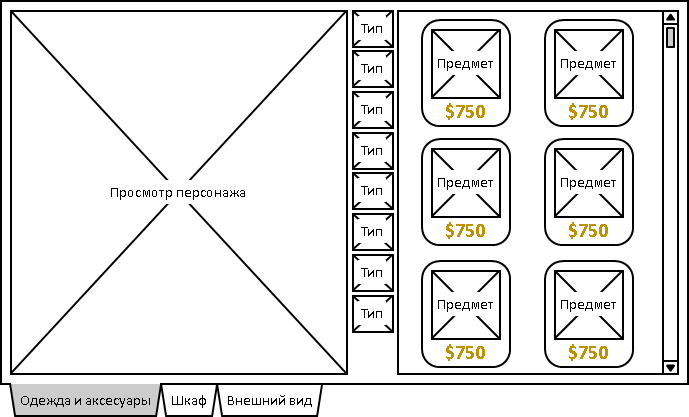 Просмотр персонажа
Тип
Тип
Тип
Тип
Тип
Тип
Тип
Тип
Предмет
$750
Предмет
$750
Предмет
$750
Предмет
$750
Предмет
$750
Предмет
$750
Одежда и аксесуары
Шкаф
Внешний вид